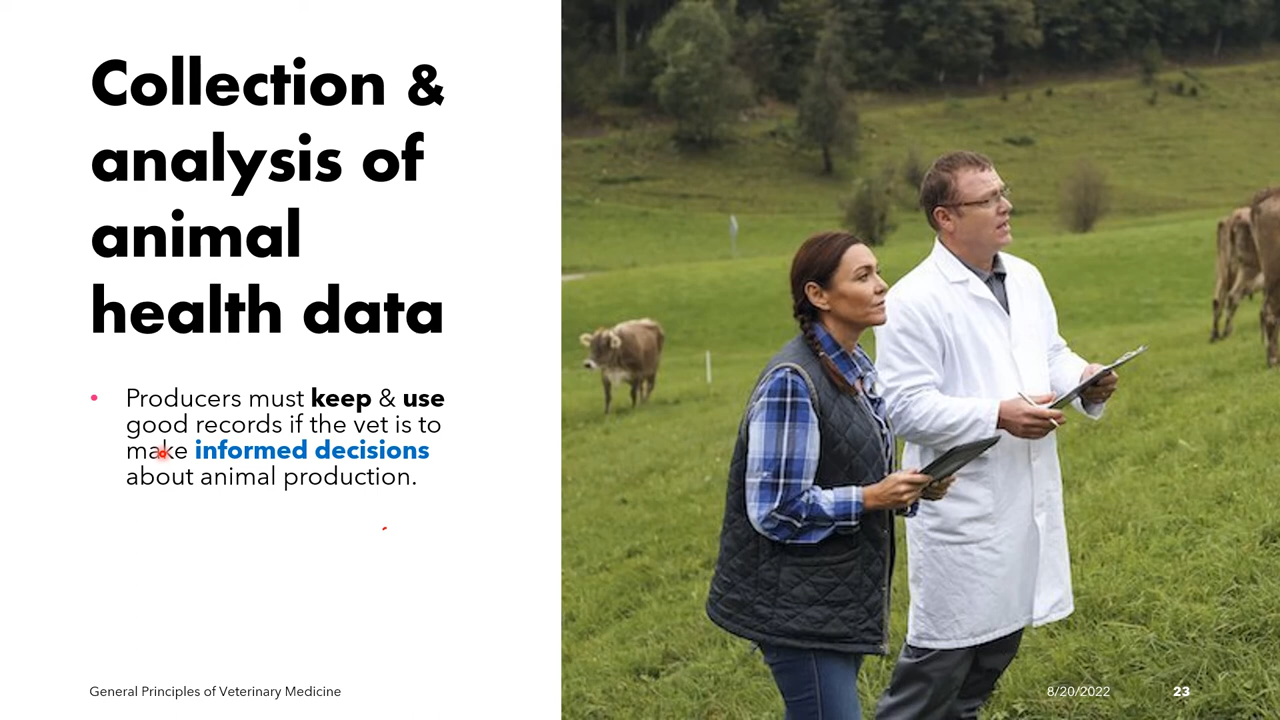 Collection &
analysis of
animal
health data
• Producers must keep & use
good records if the vet is to
make informed decisions
about animal production.
General Principles of Veterinary Medicine
8/20/2022
23